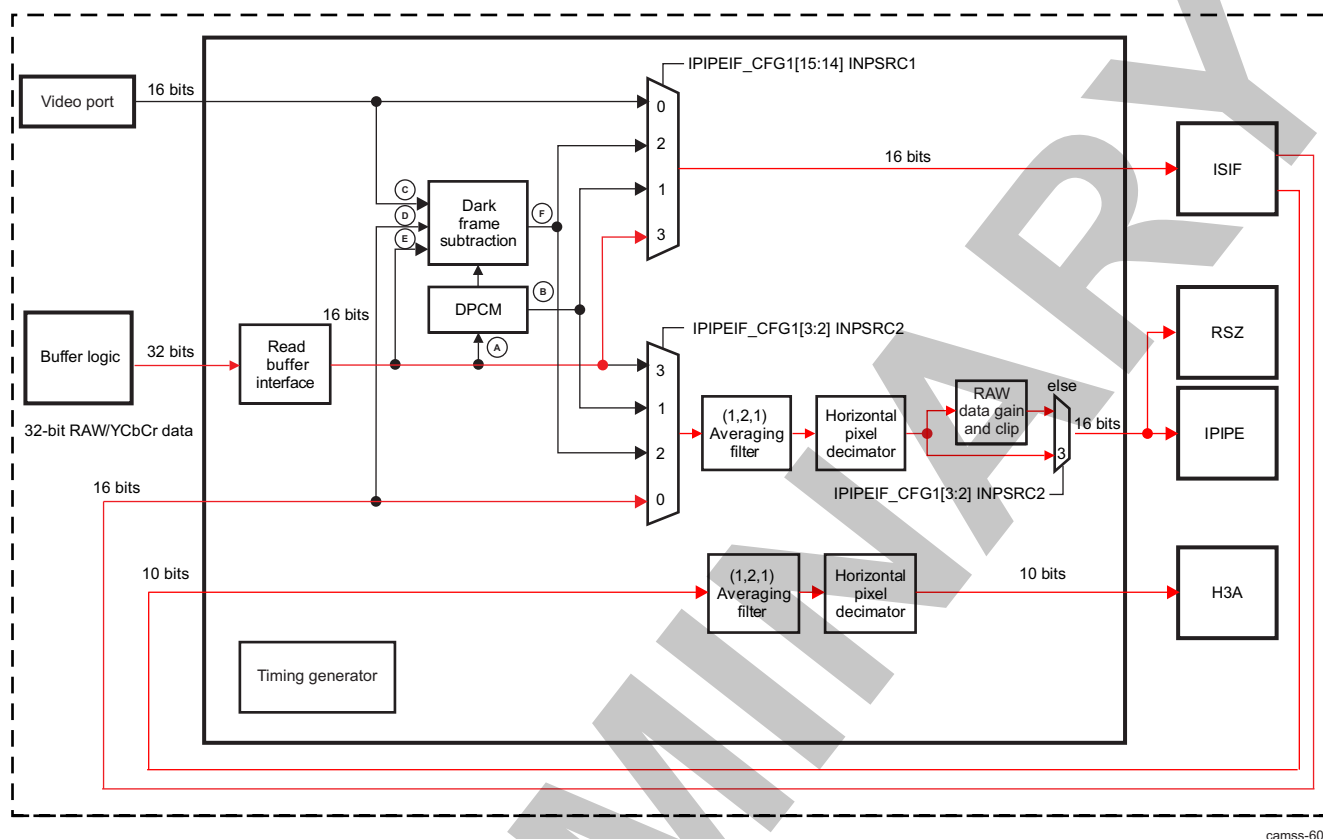 IPIPEIF_CFG1[15:14] INPSRC1
Video port
16 bits
0
2
1
3
16 bits
ISIF
C
D
E
Dark
frame
subtraction
F
DPCM
B
A
16 bits
Buffer logic
32 bits
Read
buffer
interface
32-bit RAW/YCbCr data
IPIPEIF_CFG1[3:2] INPSRC2
3
1
2
0
(1,2,1)
Averaging
filter
Horizontal
pixel
decimator
RAW
data gain
and clip
else
3
16 bits
IPIPEIF_CFG1[3:2] INPSRC2
RSZ
IPIPE
16 bits
10 bits
(1,2,1)
Averaging
filter
Horizontal
pixel
decimator
10 bits
H3A
Timing generator
MINARY
camss-60